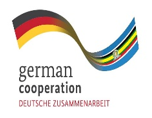 german
cooperation
DEUTSCHE ZUSAMMENARBEIT